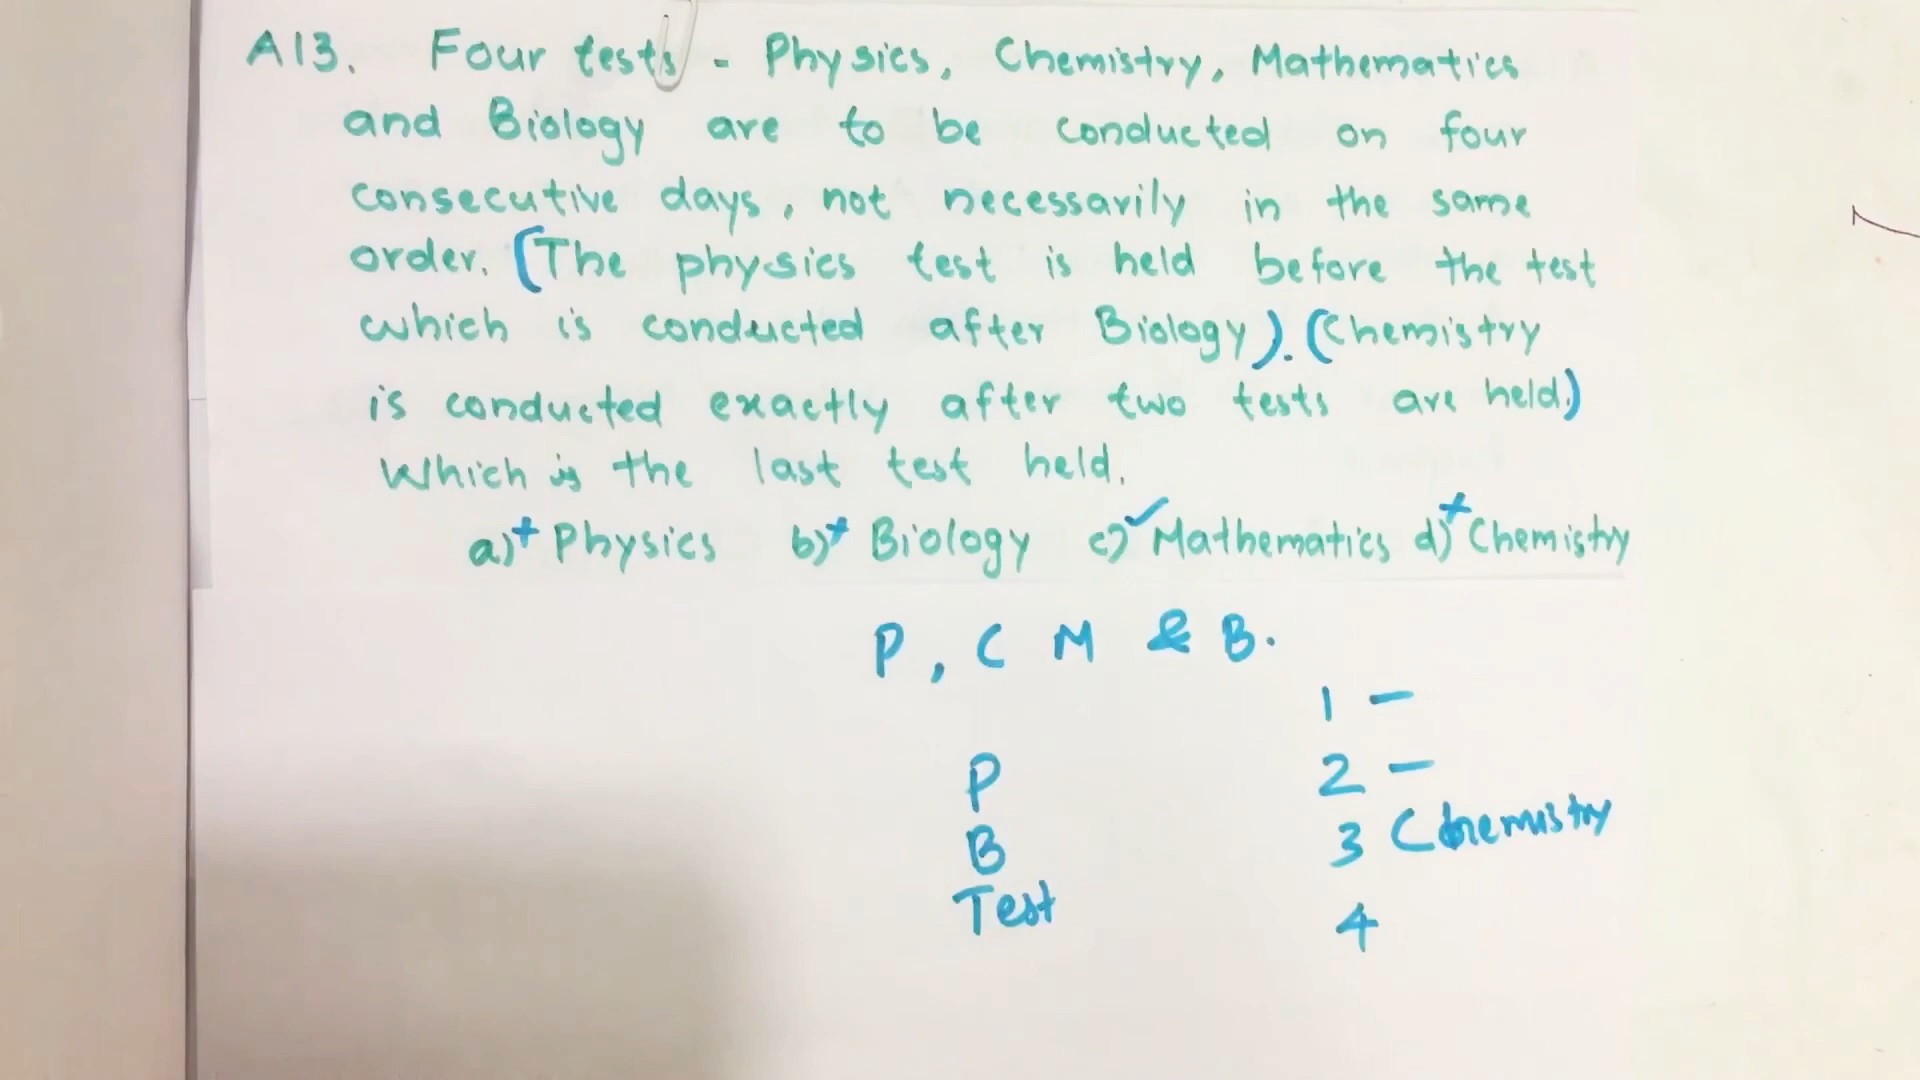 A13. Four tests - Physics, Chemistry, Mathematics
and Biology are to be conducted on four
consecutive days, not necessarily in the same
order. (The physics test is held before the test
which is conducted after Biology). (Chemistry
is conducted exactly after two tests are held.)
Which is the last test held.
a) Physics b) Biology c) Mathematics d) Chemistry
P, C M & B.
1 -
P 2 -
B 3 Chemistry
Test 4